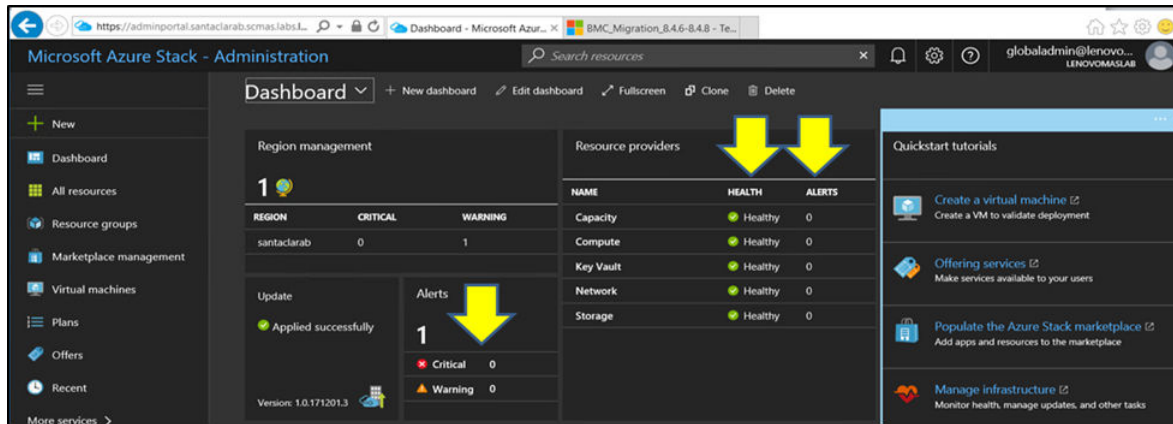 https://adminportal.santaclarab.scmas.labs.l...
Dashboard - Microsoft Azur...
BMC_Migration_8.4.6-8.4.8 - Te...
Microsoft Azure Stack - Administration
Search resources
globaladmin@lenovo...
LENOVOMASLAB
Dashboard
+ New dashboard
Edit dashboard
Fullscreen
Clone
Delete
+ New
Dashboard
All resources
Resource groups
Marketplace management
Virtual machines
Plans
Offers
Recent
More services >
Region management
1
REGION CRITICAL WARNING
santaclarab 0 1
Update
Applied successfully
Version: 1.0.171201.3
Alerts
1
Critical 0
Warning 0
Resource providers
NAME HEALTH ALERTS
Capacity Healthy 0
Compute Healthy 0
Key Vault Healthy 0
Network Healthy 0
Storage Healthy 0
Quickstart tutorials
Create a virtual machine
Create a VM to validate deployment
Offering services
Make services available to your users
Populate the Azure Stack marketplace
Add apps and resources to the marketplace
Manage infrastructure
Monitor health, manage updates, and other tasks